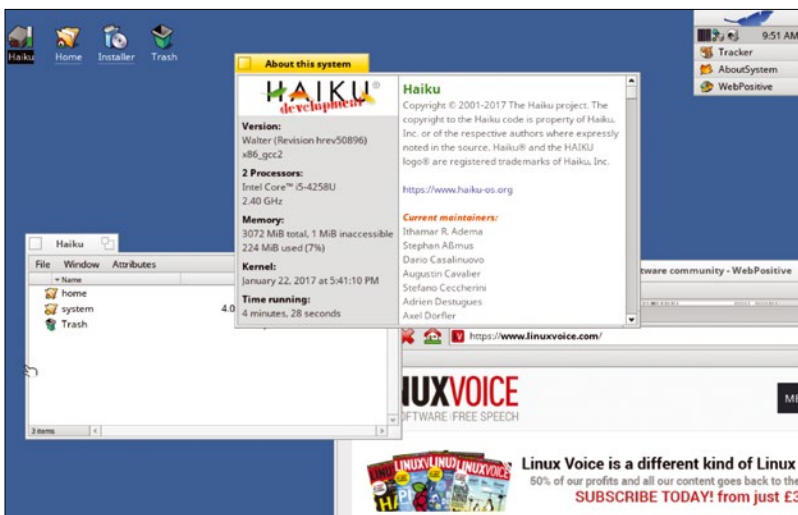 Haiku
Home
Installer
Trash
9:51 AM
Tracker
AboutSystem
WebPositive
About this system
HAIKU®
development
Version:
Walter (Revision hrev50896)
x86_gcc2
2 Processors:
Intel Core™ i5-4258U
2.40 GHz
Memory:
3072 MiB total, 1 MiB inaccessible
224 MiB used (7%)
Kernel:
January 22, 2017 at 5:41:10 PM
Time running:
4 minutes, 28 seconds
Haiku
Copyright © 2001-2017 The Haiku project. The
copyright to the Haiku code is property of Haiku,
Inc. or of the respective authors where expressly
noted in the source. Haiku® and the HAIKU
logo® are registered trademarks of Haiku, Inc.
https://www.haiku-os.org
Current maintainers:
Ithamar R. Adema
Stephan Aßmus
Dario Casalinuovo
Augustin Cavalier
Stefano Ceccherini
Adrien Destugues
Axel Dörfler
Haiku
File Window Attributes
Name
home
system 4.0
Trash
3 items
tware community - WebPositive
https://www.linuxvoice.com/
NUXVOICE
OFTWARE FREE SPEECH
ME
LINUXVOICE
Linux Voice is a different kind of Linux
50% of our profits and all our content goes back to the
SUBSCRIBE TODAY! from just £3